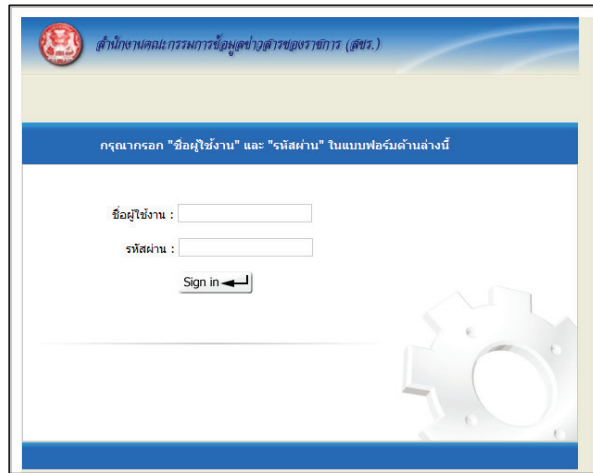 สำนักงานคณะกรรมการข้อมูลข่าวสารของราชการ (สขร.)
กรุณากรอก "ชื่อผู้ใช้งาน" และ "รหัสผ่าน" ในแบบฟอร์มด้านล่างนี้
ชื่อผู้ใช้งาน :
รหัสผ่าน :
Sign in